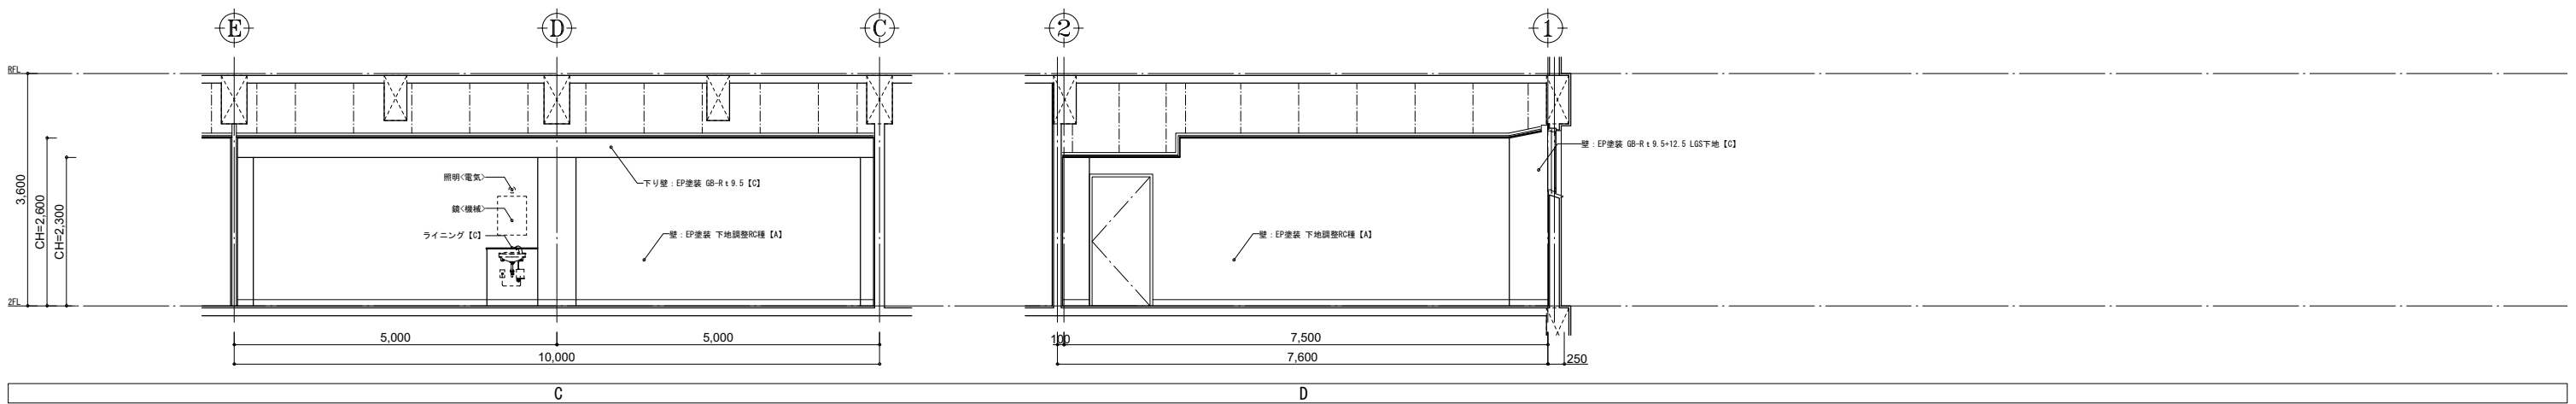 E D C 2 1
RFL
壁：EP塗装 GB-R t 9.5+12.5 LGS下地【C】
照明<電気>
下り壁：EP塗装 GB-R t 9.5【C】
鏡<機械>
3,600
CH=2,600
CH=2,300
ライニング【C】
壁：EP塗装 下地調整RC種【A】
壁：EP塗装 下地調整RC種【A】
2FL
5,000 5,000 100 7,500
10,000 7,600 250
C D